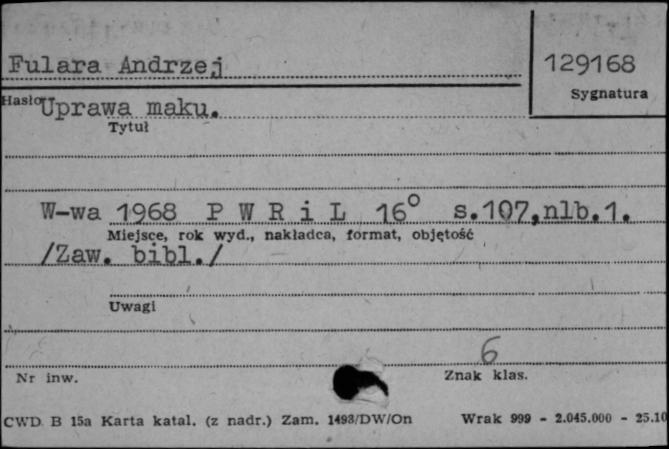 Fulara Andrzej
129168
Hasło
Sygnatura
Uprawa maku.
Tytuł
W-wa 1968 P W R i L 16° s.107,nlb.1.
Miejsce, rok wyd., nakładca, format, objętość
/Zaw. bibl./
Uwagi
6
Nr inw.
Znak klas.
CWD B 15a Karta katal. (z nadr.) Zam. 1493/DW/On Wrak 999 - 2.045.000 - 25.10